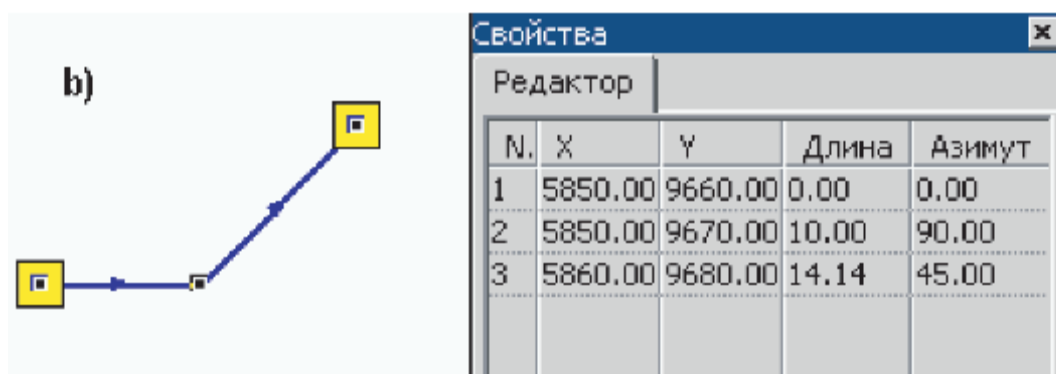 b)
Свойства
Редактор
N. X Y Длина Азимут
1 5850.00 9660.00 0.00 0.00
2 5850.00 9670.00 10.00 90.00
3 5860.00 9680.00 14.14 45.00